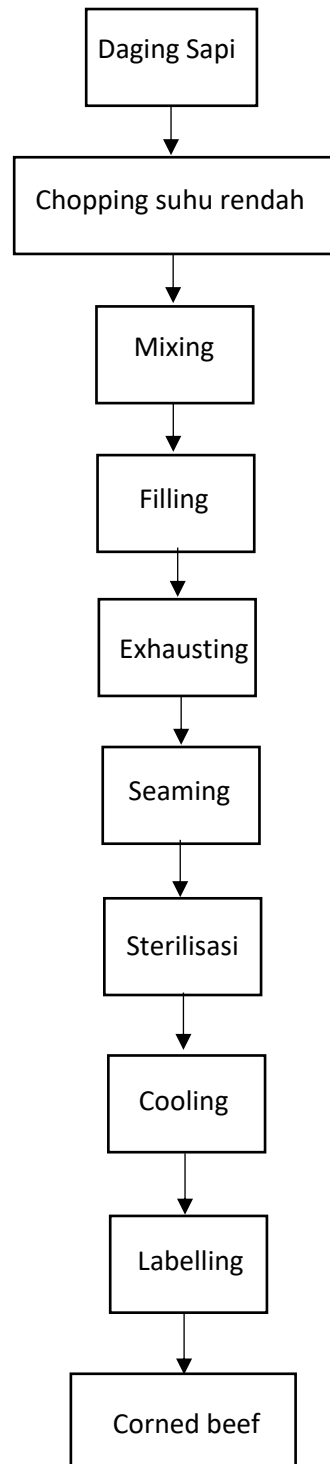 Daging Sapi
Chopping suhu rendah
Mixing
Filling
Exhausting
Seaming
Sterilisasi
Cooling
Labelling
Corned beef